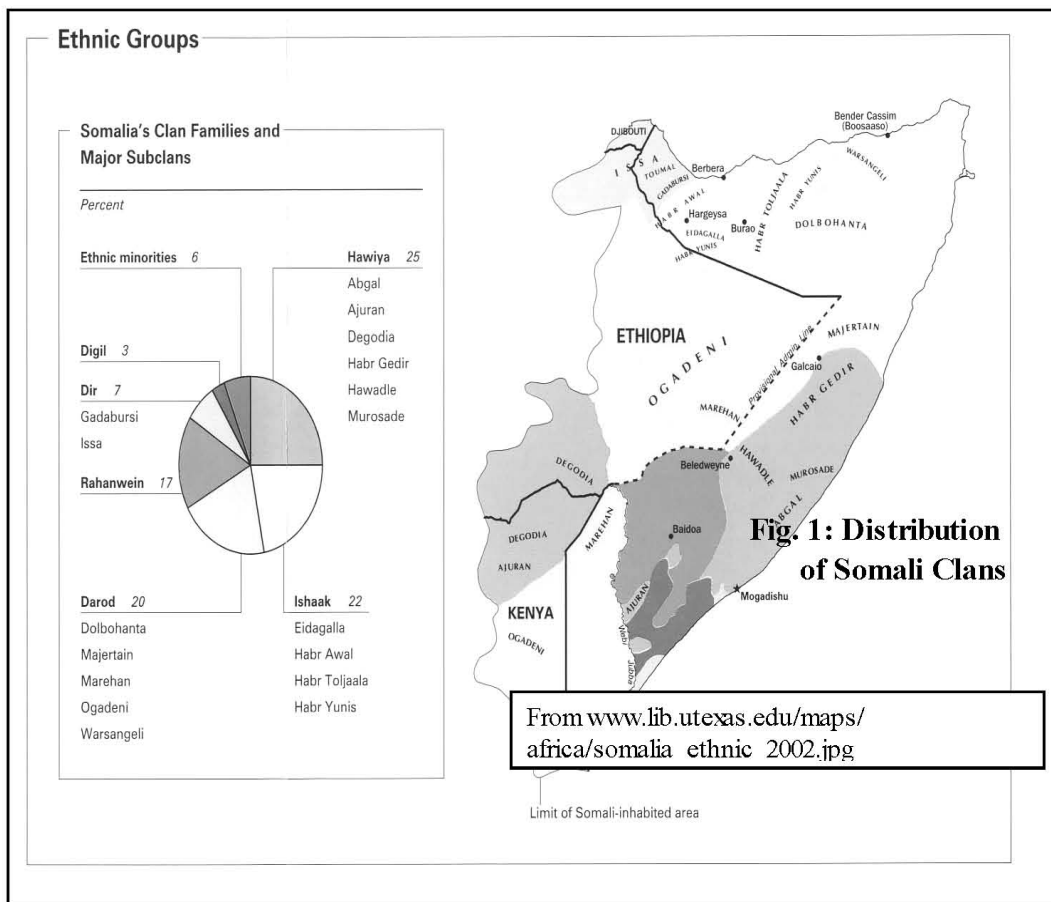 Ethnic Groups
Somalia's Clan Families and
Major Subclans
Percent
Ethnic minorities 6
Hawiya 25
Abgal
Ajuran
Degodia
Habr Gedir
Hawadle
Murosade
Digil 3
Dir 7
Gadabursi
Issa
Rahanwein 17
Darod 20
Dolbohanta
Majertain
Marehan
Ogadeni
Warsangeli
Ishaak 22
Eidagalla
Habr Awal
Habr Toljaala
Habr Yunis
DJIBOUTI
ISSA
TOUMAL
GADABURSI
HABR AWAL
Berbera
Bender Cassim
(Boosaaso)
WARSANGELI
HABR YUNIS
HABR TOLJAALA
DOLBOHANTA
Hargeysa
Burao
EIDAGALLA
HABR YUNIS
ETHIOPIA
OGADENI
Provisional Admin Line
MAJERTAIN
Galcaio
HABR GEDIR
MAREHAN
HAWADLE
Beledweyne
MUROSADE
ABGAL
DEGODIA
DEGODIA
AJURAN
MAREHAN
Baidoa
AJURAN
Mogadishu
KENYA
OGADENI
Webi
Jubba
Fig. 1: Distribution
of Somali Clans
From www.lib.utexas.edu/maps/
africa/somalia_ethnic_2002.jpg
Limit of Somali-inhabited area